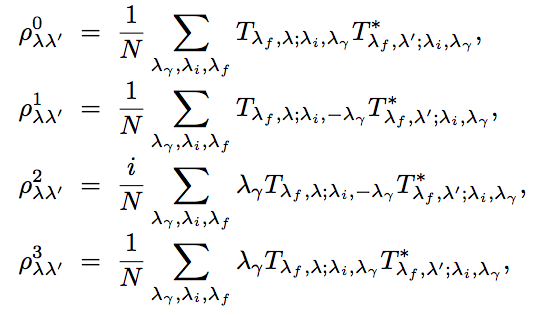 ρ^0_{λλ′} = \frac{1}{N} \sum_{λ_γ,λ_i,λ_f} T_{λ_f,λ;λ_i,λ_γ} T^*_{λ_f,λ′;λ_i,λ_γ},
ρ^1_{λλ′} = \frac{1}{N} \sum_{λ_γ,λ_i,λ_f} T_{λ_f,λ;λ_i,−λ_γ} T^*_{λ_f,λ′;λ_i,λ_γ},
ρ^2_{λλ′} = \frac{i}{N} \sum_{λ_γ,λ_i,λ_f} λ_γ T_{λ_f,λ;λ_i,−λ_γ} T^*_{λ_f,λ′;λ_i,λ_γ},
ρ^3_{λλ′} = \frac{1}{N} \sum_{λ_γ,λ_i,λ_f} λ_γ T_{λ_f,λ;λ_i,λ_γ} T^*_{λ_f,λ′;λ_i,λ_γ},